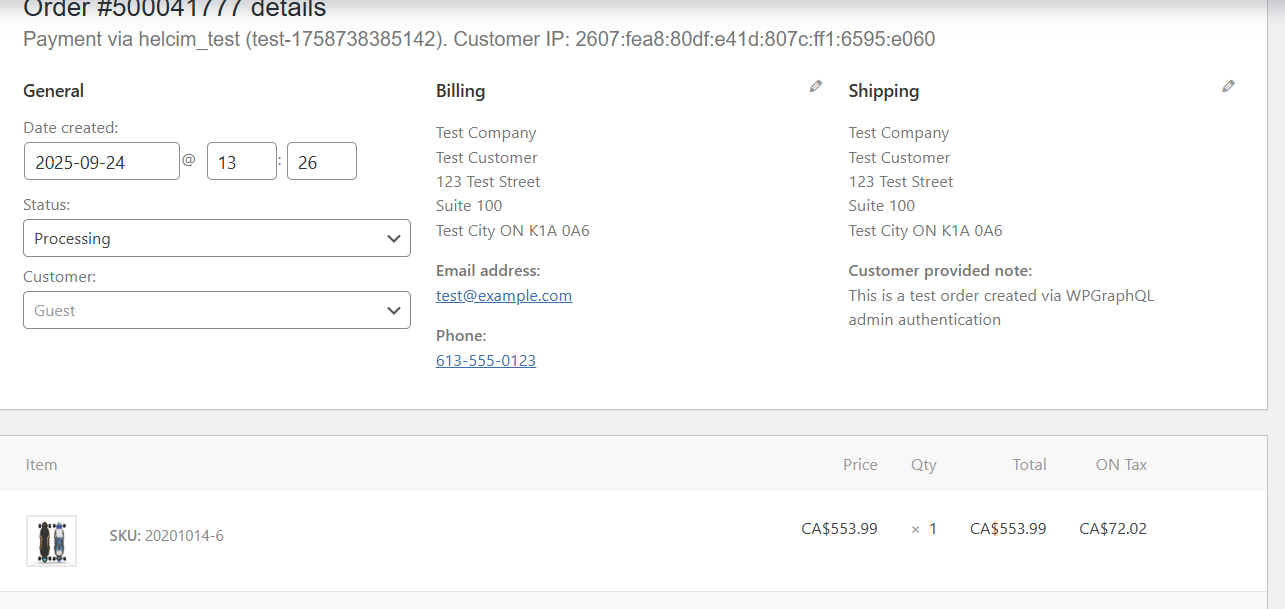 Order #500041777 details
Payment via helcim_test (test-1758738385142). Customer IP: 2607:fea8:80df:e41d:807c:ff1:6595:e060
General
Date created:
2025-09-24 @ 13 : 26
Status:
Processing
Customer:
Guest
Billing
Test Company
Test Customer
123 Test Street
Suite 100
Test City ON K1A 0A6
Email address:
test@example.com
Phone:
613-555-0123
Shipping
Test Company
Test Customer
123 Test Street
Suite 100
Test City ON K1A 0A6
Customer provided note:
This is a test order created via WPGraphQL
admin authentication
Item Price Qty Total ON Tax
SKU: 20201014-6 CA$553.99 × 1 CA$553.99 CA$72.02